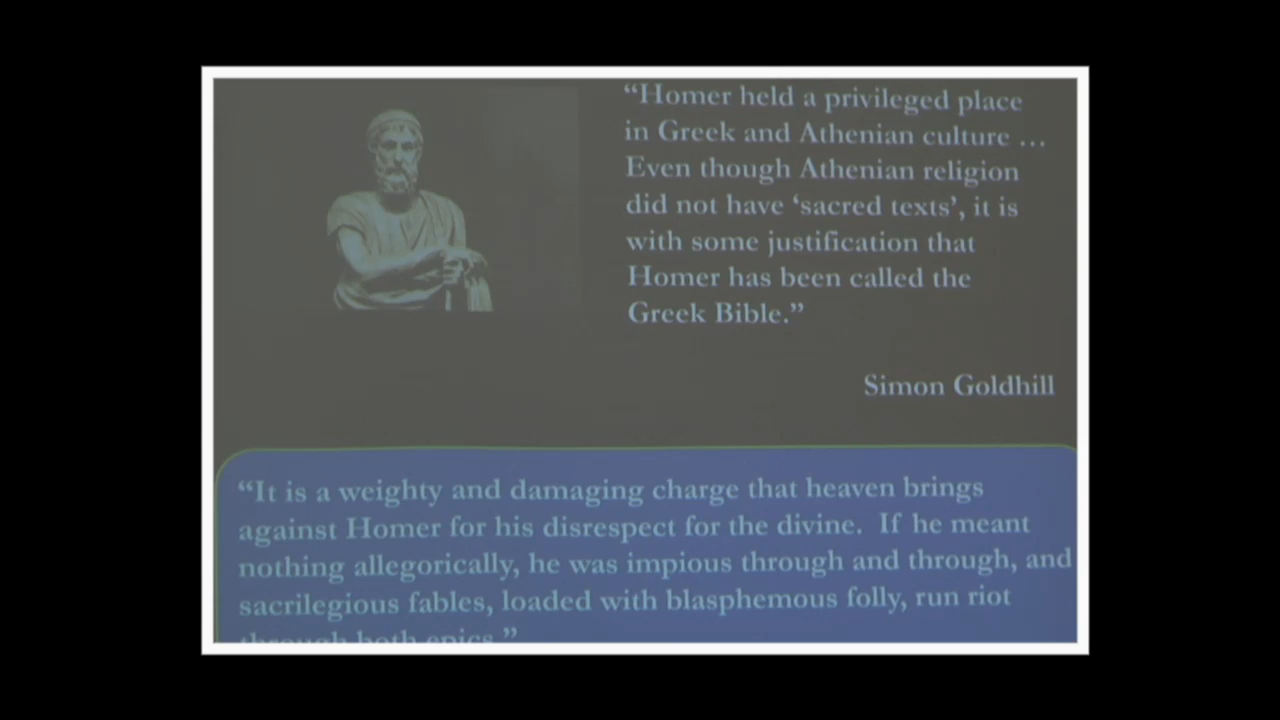 “Homer held a privileged place
in Greek and Athenian culture …
Even though Athenian religion
did not have ‘sacred texts’, it is
with some justification that
Homer has been called the
Greek Bible.”
Simon Goldhill
“It is a weighty and damaging charge that heaven brings
against Homer for his disrespect for the divine.  If he meant
nothing allegorically, he was impious through and through, and
sacrilegious fables, loaded with blasphemous folly, run riot
through both epics.”